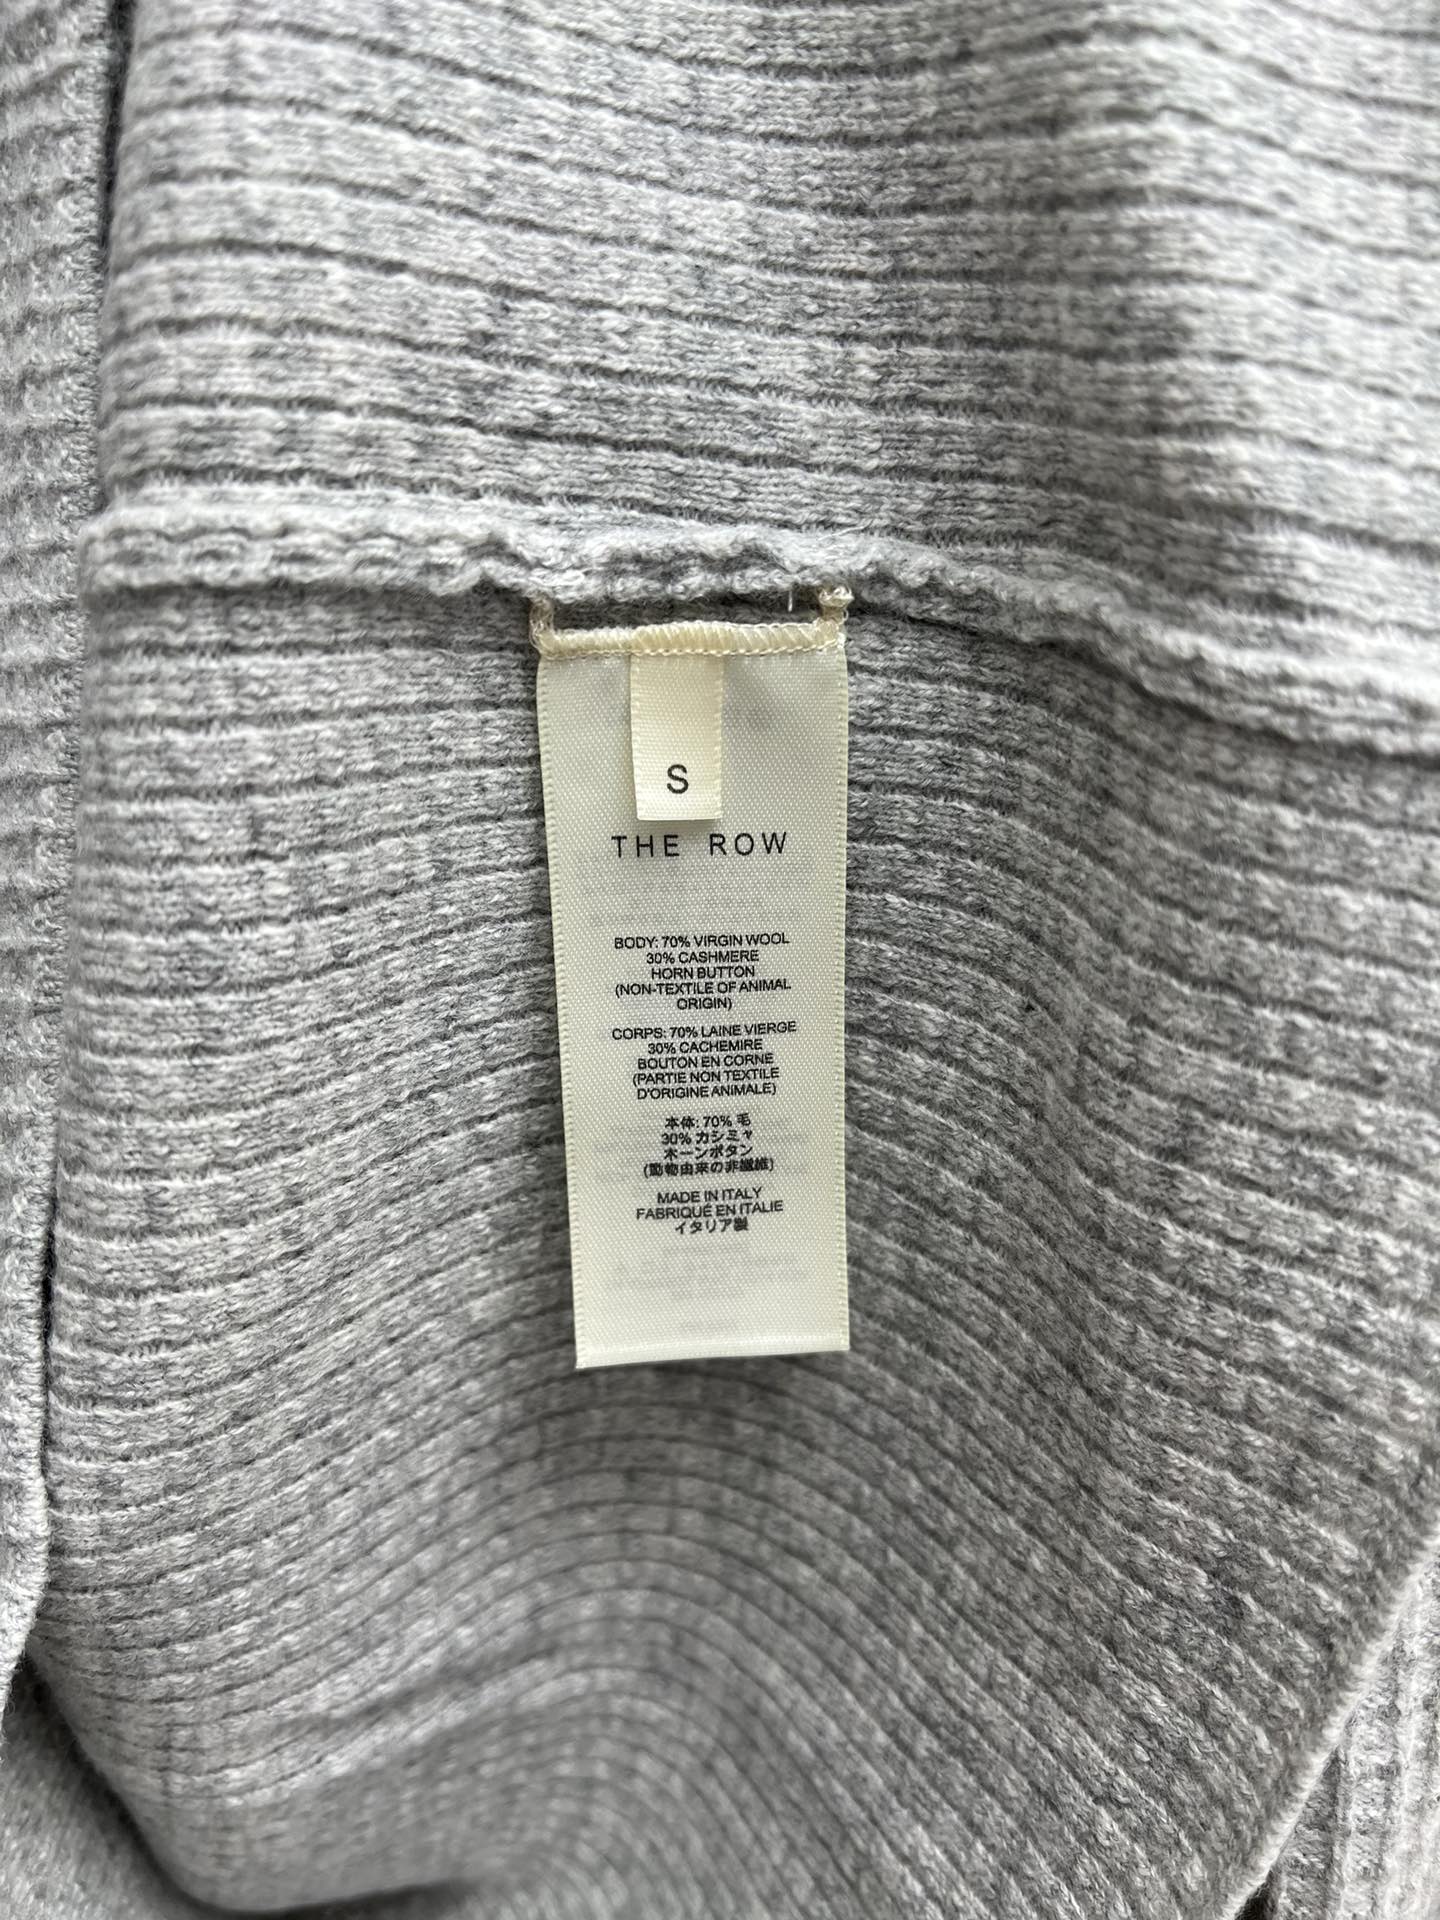 S
THE ROW
BODY: 70% VIRGIN WOOL
30% CASHMERE
HORN BUTTON
(NON-TEXTILE OF ANIMAL
ORIGIN)
CORPS: 70% LAINE VIERGE
30% CACHEMIRE
BOUTON EN CORNE
(PARTIE NON TEXTILE
D'ORIGINE ANIMALE)
本体: 70% 毛
30% カシミヤ
木ーンボタン
(動物由来の非繊維)
MADE IN ITALY
FABRIQUÉ EN ITALIE
イタリア製